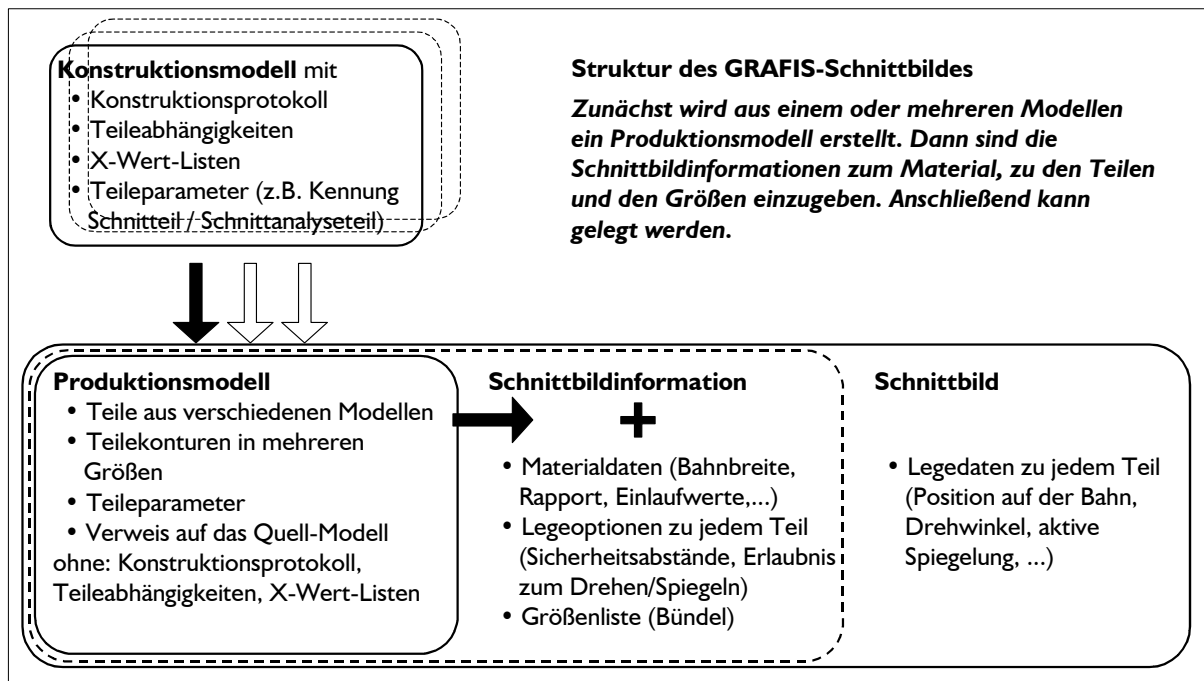 Konstruktionsmodell mit
• Konstruktionsprotokoll
• Teileabhängigkeiten
• X-Wert-Listen
• Teileparameter (z.B. Kennung
Schnitteil / Schnittanalyseteil)
Struktur des GRAFIS-Schnittbildes
Zunächst wird aus einem oder mehreren Modellen
ein Produktionsmodell erstellt. Dann sind die
Schnittbildinformationen zum Material, zu den Teilen
und den Größen einzugeben. Anschließend kann
gelegt werden.
Produktionsmodell
• Teile aus verschiedenen Modellen
• Teilekonturen in mehreren
Größen
• Teileparameter
• Verweis auf das Quell-Modell
ohne: Konstruktionsprotokoll,
Teileabhängigkeiten, X-Wert-Listen
Schnittbildinformation
+
• Materialdaten (Bahnbreite,
Rapport, Einlaufwerte,...)
• Legeoptionen zu jedem Teil
(Sicherheitsabstände, Erlaubnis
zum Drehen/Spiegeln)
• Größenliste (Bündel)
Schnittbild
• Legedaten zu jedem Teil
(Position auf der Bahn,
Drehwinkel, aktive
Spiegelung, ...)